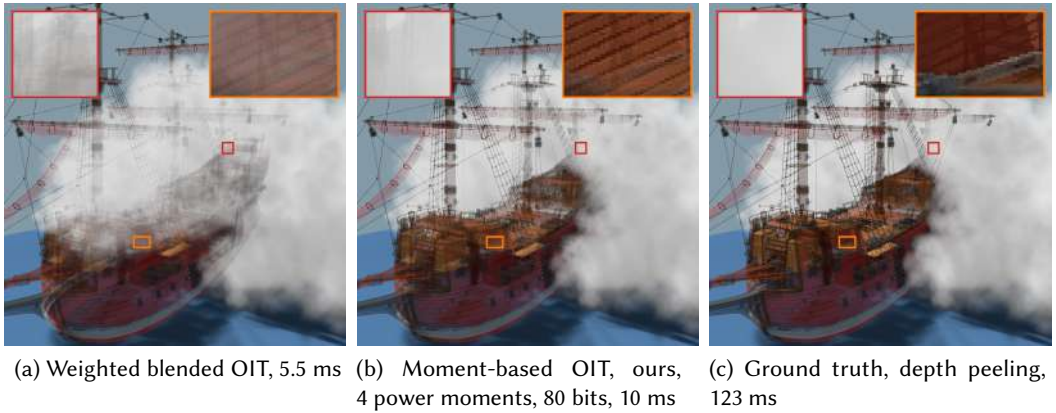 (a) Weighted blended OIT, 5.5 ms
(b) Moment-based OIT, ours,
4 power moments, 80 bits, 10 ms
(c) Ground truth, depth peeling,
123 ms